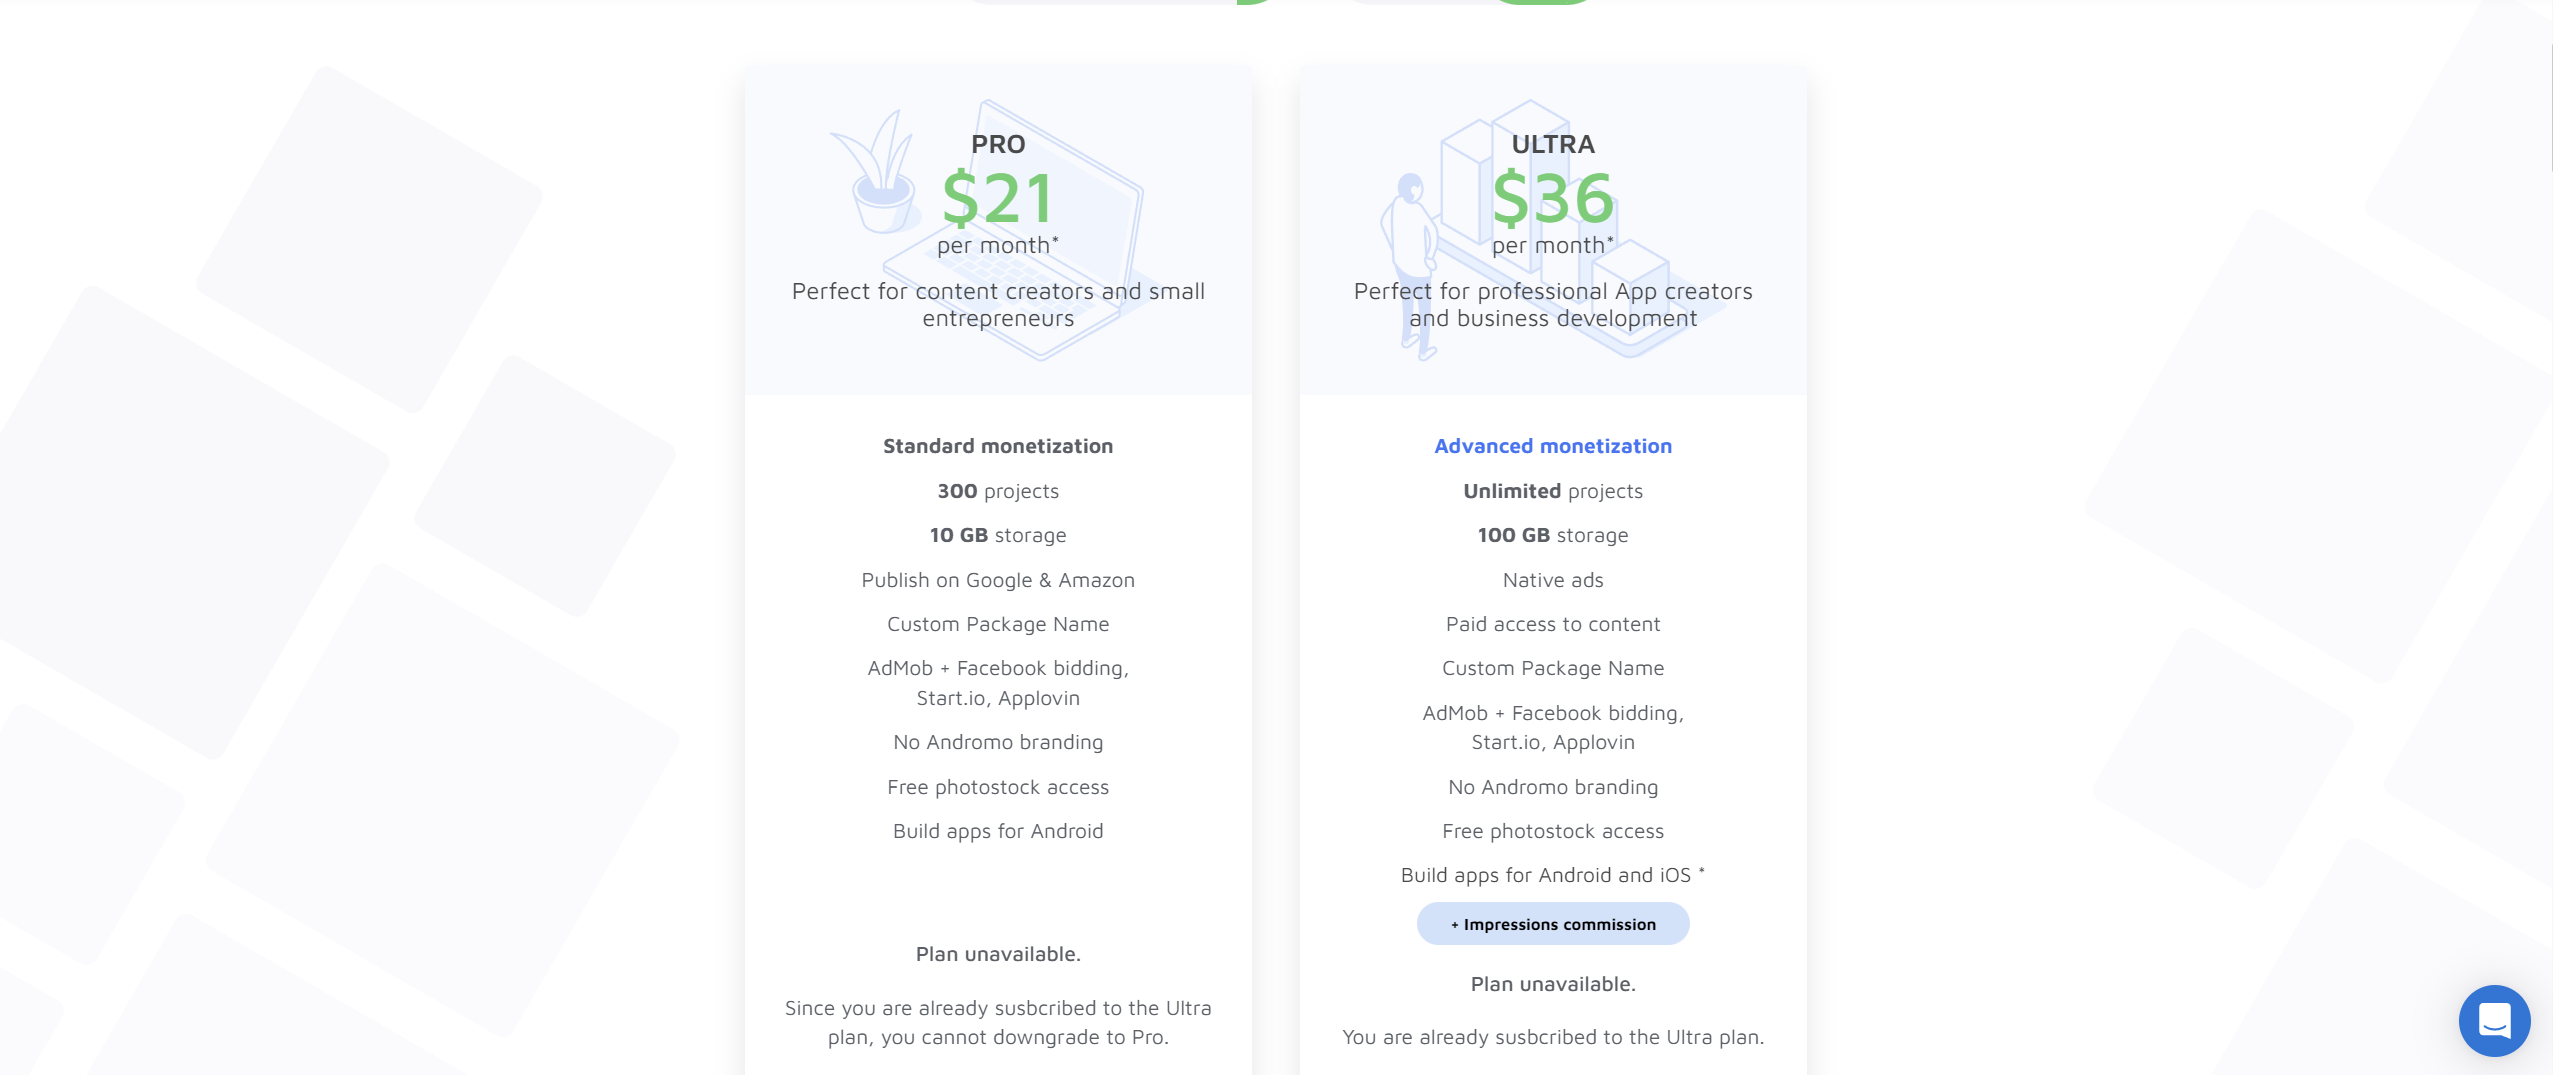 PRO
$21
per month*
Perfect for content creators and small
entrepreneurs
Standard monetization
300 projects
10 GB storage
Publish on Google & Amazon
Custom Package Name
AdMob + Facebook bidding,
Start.io, Applovin
No Andromo branding
Free photostock access
Build apps for Android
Plan unavailable.
Since you are already susbcribed to the Ultra
plan, you cannot downgrade to Pro.
ULTRA
$36
per month*
Perfect for professional App creators
and business development
Advanced monetization
Unlimited projects
100 GB storage
Native ads
Paid access to content
Custom Package Name
AdMob + Facebook bidding,
Start.io, Applovin
No Andromo branding
Free photostock access
Build apps for Android and iOS *
+ Impressions commission
Plan unavailable.
You are already susbcribed to the Ultra plan.